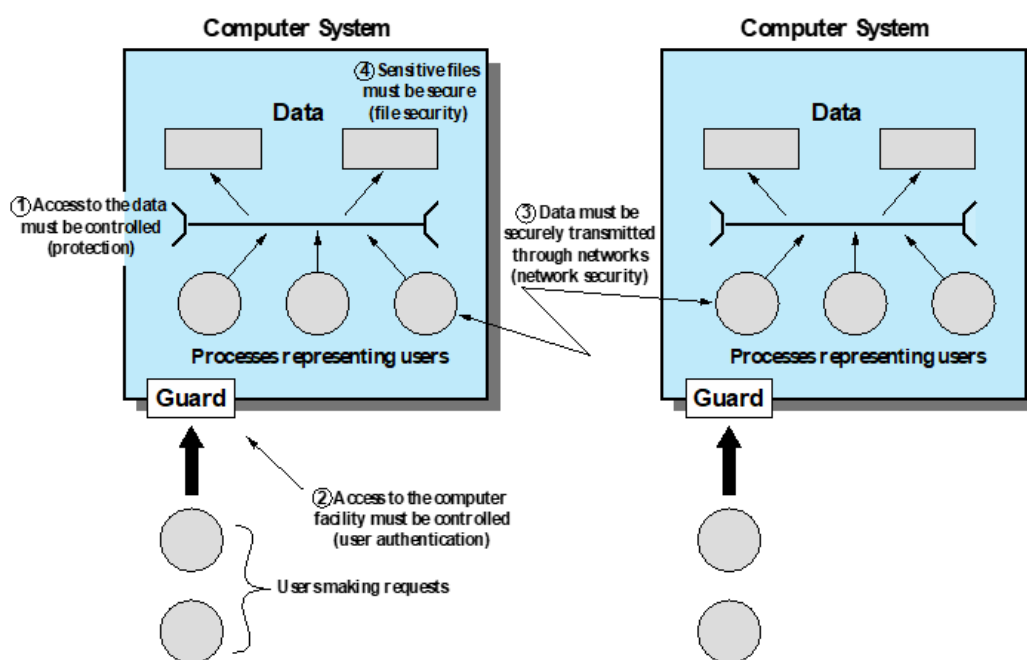 Computer System
④ Sensitive files
must be secure
(file security)
Data
① Access to the data
must be controlled
(protection)
Processes representing users
Guard
② Access to the computer
facility must be controlled
(user authentication)
Users making requests
③ Data must be
securely transmitted
through networks
(network security)
Computer System
Data
Processes representing users
Guard